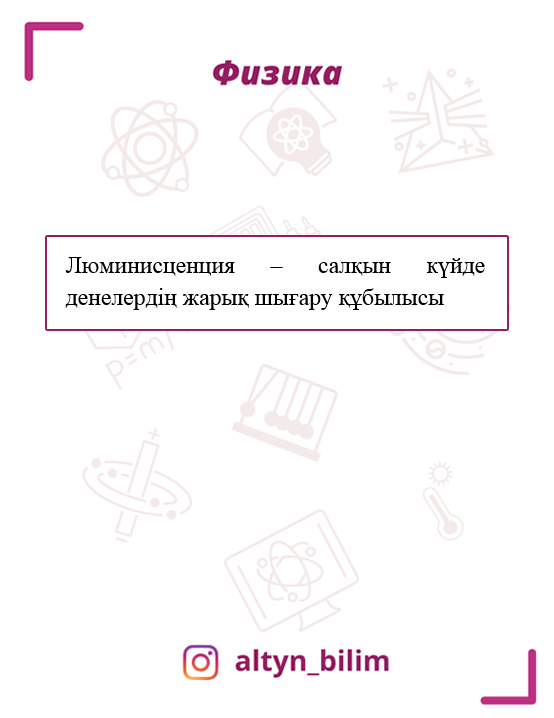 Физика
Люминисценция – салқын күйде
денелердің жарық шығару құбылысы
p=m/
altyn_bilim